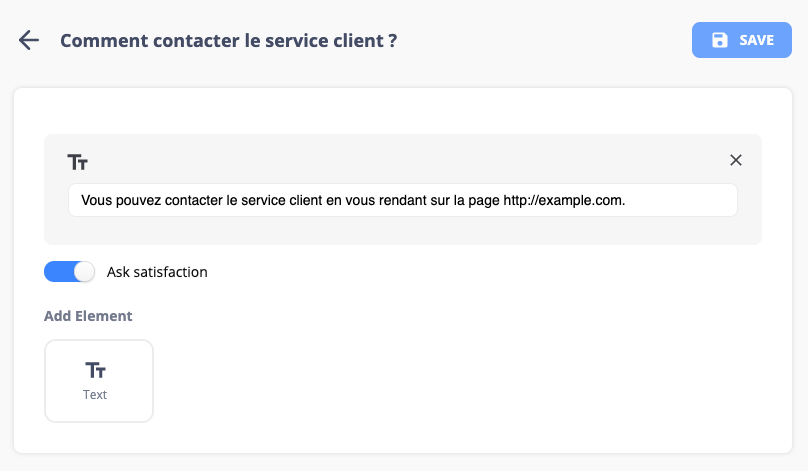 Comment contacter le service client ?
SAVE
Vous pouvez contacter le service client en vous rendant sur la page http://example.com.
Ask satisfaction
Add Element
Text